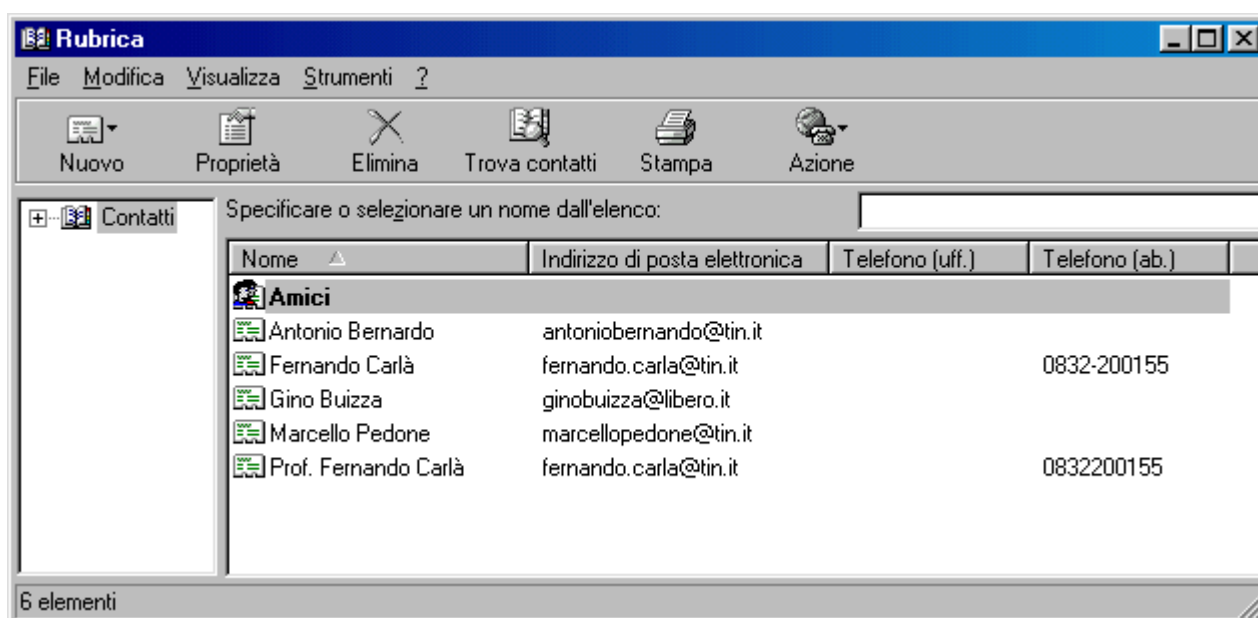 Rubrica
File Modifica Visualizza Strumenti ?
Nuovo Proprietà Elimina Trova contatti Stampa Azione
Contatti
Specificare o selezionare un nome dall'elenco:
Nome Indirizzo di posta elettronica Telefono (uff.) Telefono (ab.)
Amici
Antonio Bernardo antoniobernando@tin.it
Fernando Carlà fernando.carla@tin.it 0832-200155
Gino Buizza ginobuizza@libero.it
Marcello Pedone marcellopedone@tin.it
Prof. Fernando Carlà fernando.carla@tin.it 0832200155
6 elementi